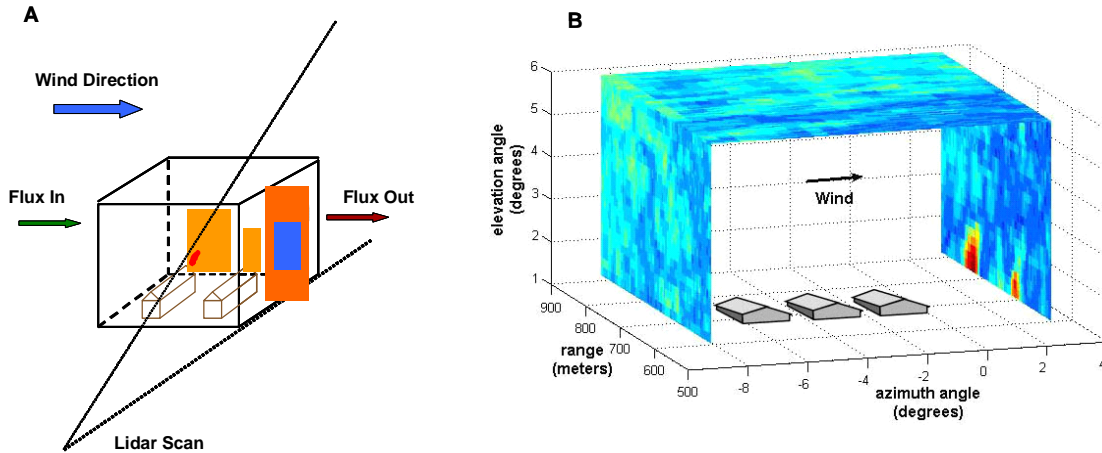 A
Wind Direction
Flux In
Flux Out
Lidar Scan
B
elevation angle
(degrees)
6
5
4
3
2
1
Wind
900
800
700
600
500
range
(meters)
-8
-6
-4
-2
0
2
4
azimuth angle
(degrees)